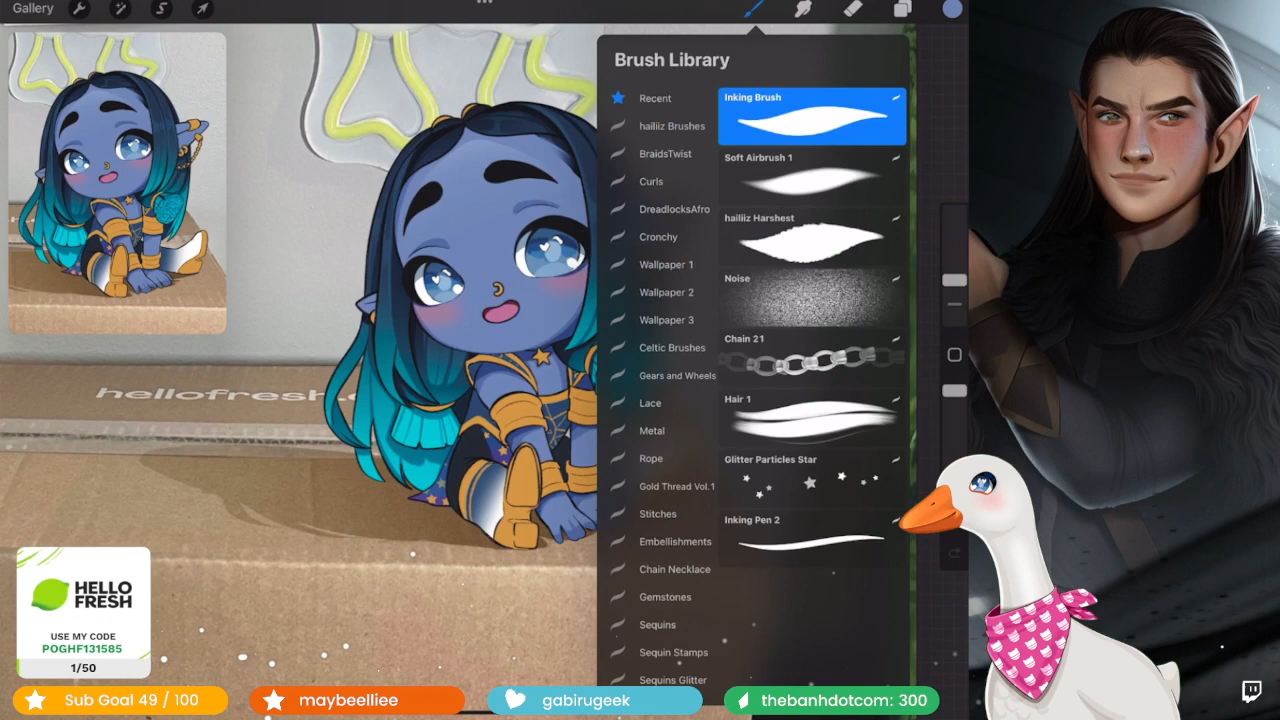 Gallery
Brush Library
Recent
hailiiz Brushes
BraidsTwist
Curls
DreadlocksAfro
Cronchy
Wallpaper 1
Wallpaper 2
Wallpaper 3
Celtic Brushes
Gears and Wheels
Lace
Metal
Rope
Gold Thread Vol.1
Stitches
Embellishments
Chain Necklace
Gemstones
Sequins
Sequin Stamps
Sequins Glitter
Inking Brush
Soft Airbrush 1
hailiiz Harshest
Noise
Chain 21
Hair 1
Glitter Particles Star
Inking Pen 2
hellofresh.c
HELLO
FRESH
USE MY CODE
POGHF131585
1/50
Sub Goal 49 / 100
maybeelliee
gabirugeek
thebanhdotcom: 300